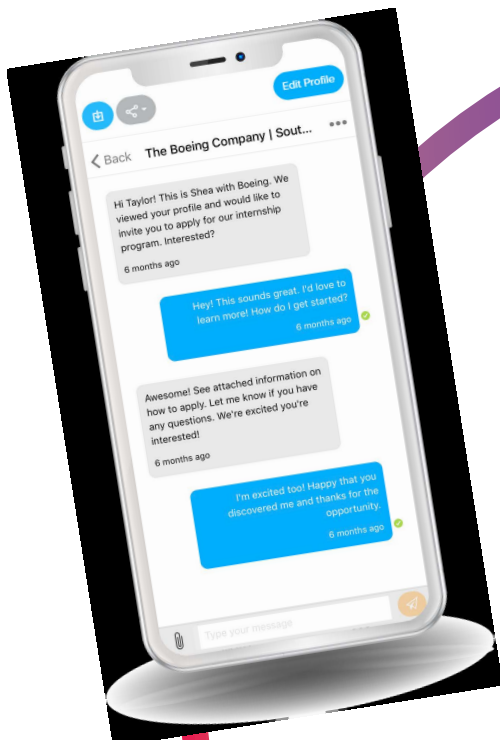 Edit Profile
Back
The Boeing Company | Sout...
Hi Taylor! This is Shea with Boeing. We
viewed your profile and would like to
invite you to apply for our internship
program. Interested?
6 months ago
Hey! This sounds great. I'd love to
learn more! How do I get started?
6 months ago
Awesome! See attached information on
how to apply. Let me know if you have
any questions. We're excited you're
interested!
6 months ago
I'm excited too! Happy that you
discovered me and thanks for the
opportunity.
6 months ago
Type your message